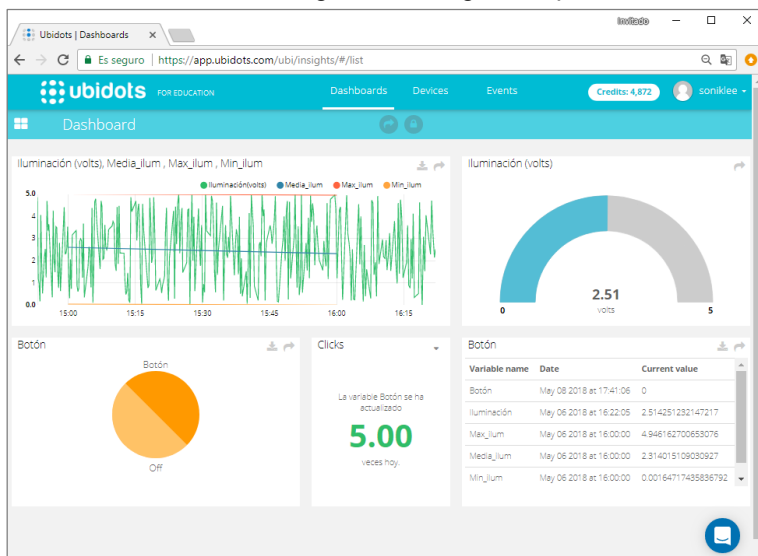 Invitado
Ubidots | Dashboards
Es seguro | https://app.ubidots.com/ubi/insights/#/list
ubidots FOR EDUCATION Dashboards Devices Events Credits: 4,872 soniklee
Dashboard
Iluminación (volts), Media_ilum , Max_ilum , Min_ilum
Iluminación(volts) Media_ilum Max_ilum Min_ilum
5.0
4
3
2
1
0.0
15:00 15:15 15:30 15:45 16:00 16:15
Iluminación (volts)
2.51
0 volts 5
Botón
Botón
Off
Clicks
La variable Botón se ha
actualizado
5.00
veces hoy.
Botón
Variable name Date Current value
Botón May 08 2018 at 17:41:06 0
Iluminación May 06 2018 at 16:22:05 2.514251232147217
Max_ilum May 06 2018 at 16:00:00 4.946162700653076
Media_ilum May 06 2018 at 16:00:00 2.314015109030927
Min_ilum May 06 2018 at 16:00:00 0.00164717435836792